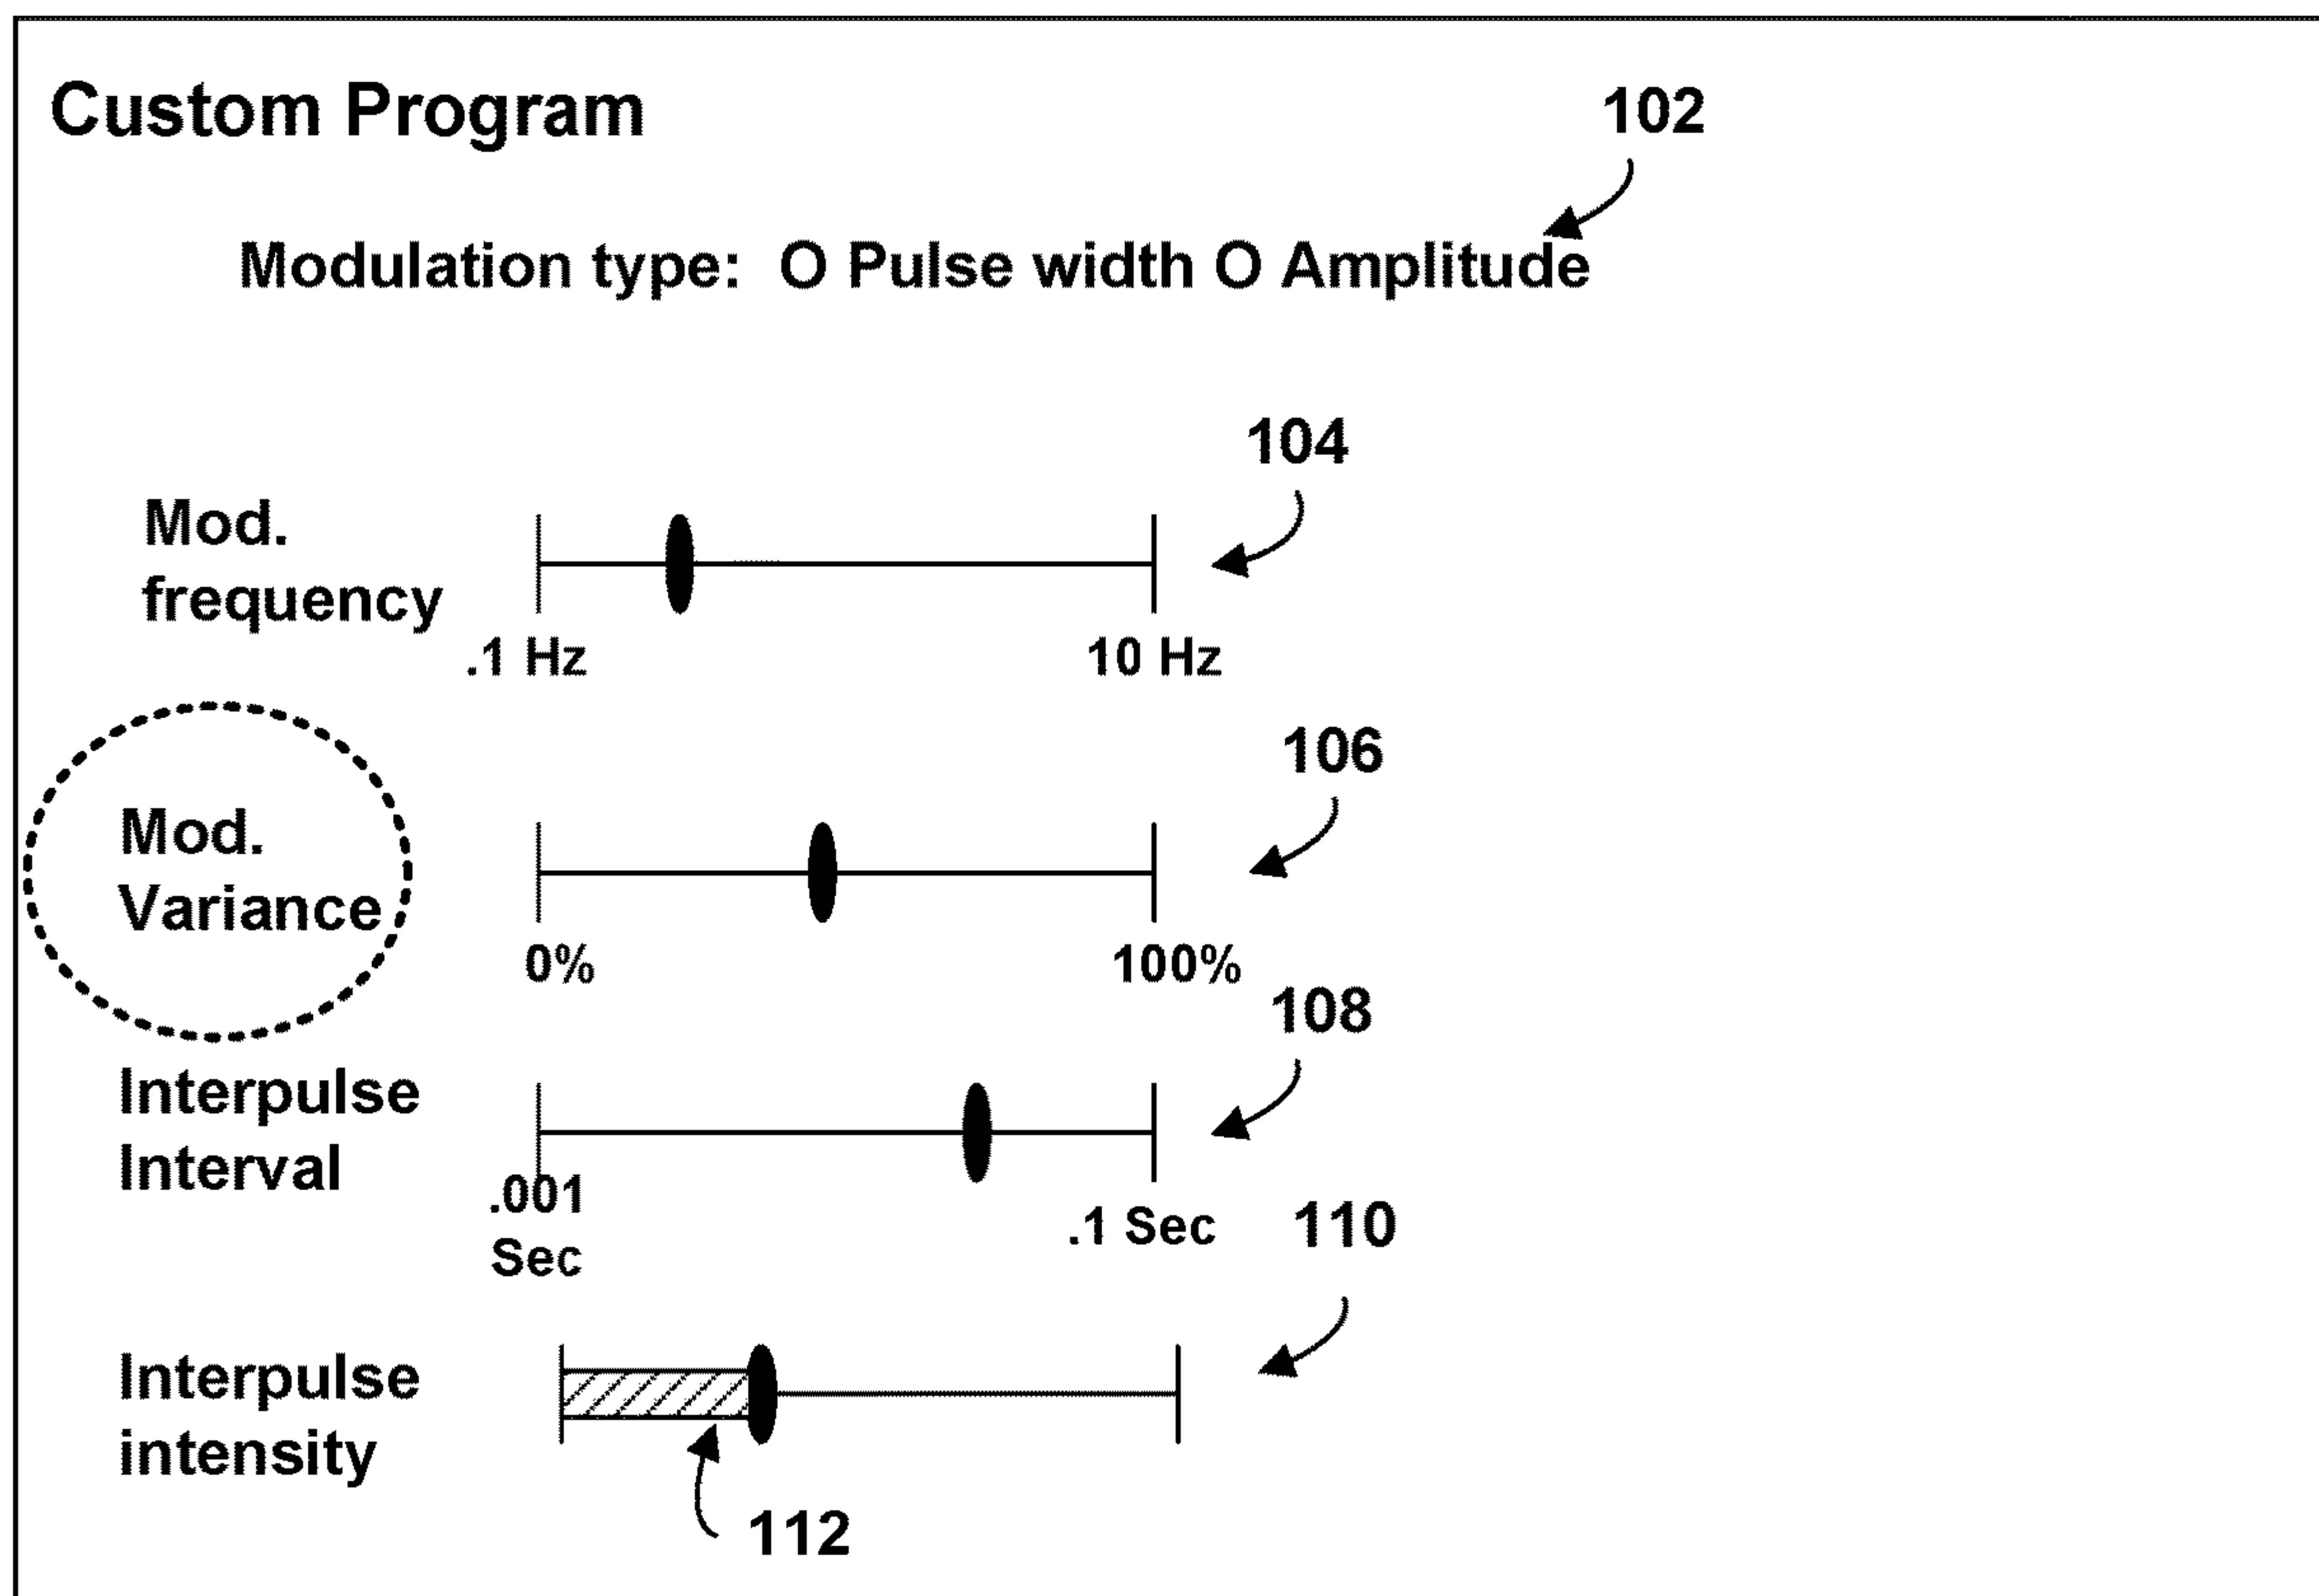 Custom Program
102
Modulation type: O Pulse width O Amplitude
104
Mod.
frequency
.1 Hz
10 Hz
106
Mod.
Variance
0%
100%
108
Interpulse
Interval
.001
Sec
.1 Sec
110
Interpulse
intensity
112